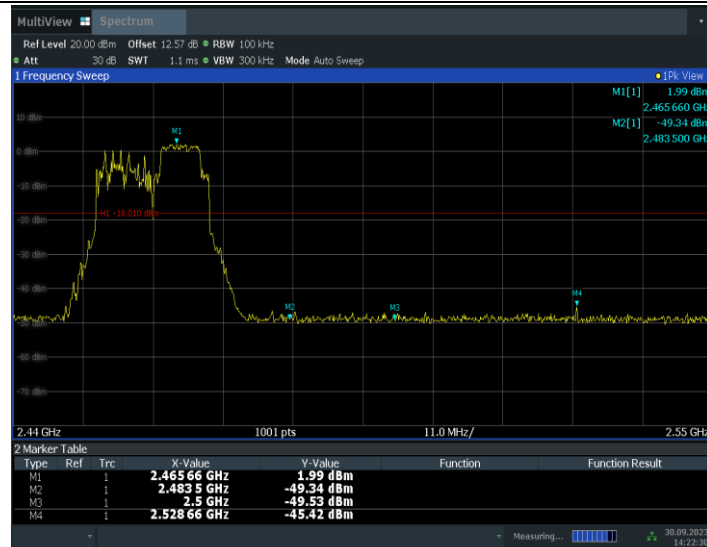 MultiView Spectrum
Ref Level 20.00 dBm Offset 12.57 dB RBW 100 kHz
Att 30 dB SWT 1.1 ms VBW 300 kHz Mode Auto Sweep
1 Frequency Sweep 1Pk View
M1[1] 1.99 dBm
2.465 660 GHz
M2[1] -49.34 dBm
2.483 500 GHz
10 dBm
M1
0 dBm
-10 dBm
H1 -18.010 dBm
-20 dBm
-30 dBm
-40 dBm
M4
M2 M3
-50 dBm
-60 dBm
-70 dBm
2.44 GHz 1001 pts 11.0 MHz/ 2.55 GHz
2 Marker Table
Type Ref Trc X-Value Y-Value Function Function Result
M1 1 2.465 66 GHz 1.99 dBm
M2 1 2.483 5 GHz -49.34 dBm
M3 1 2.5 GHz -49.53 dBm
M4 1 2.528 66 GHz -45.42 dBm
Measuring... 30.09.2023
14:22:30